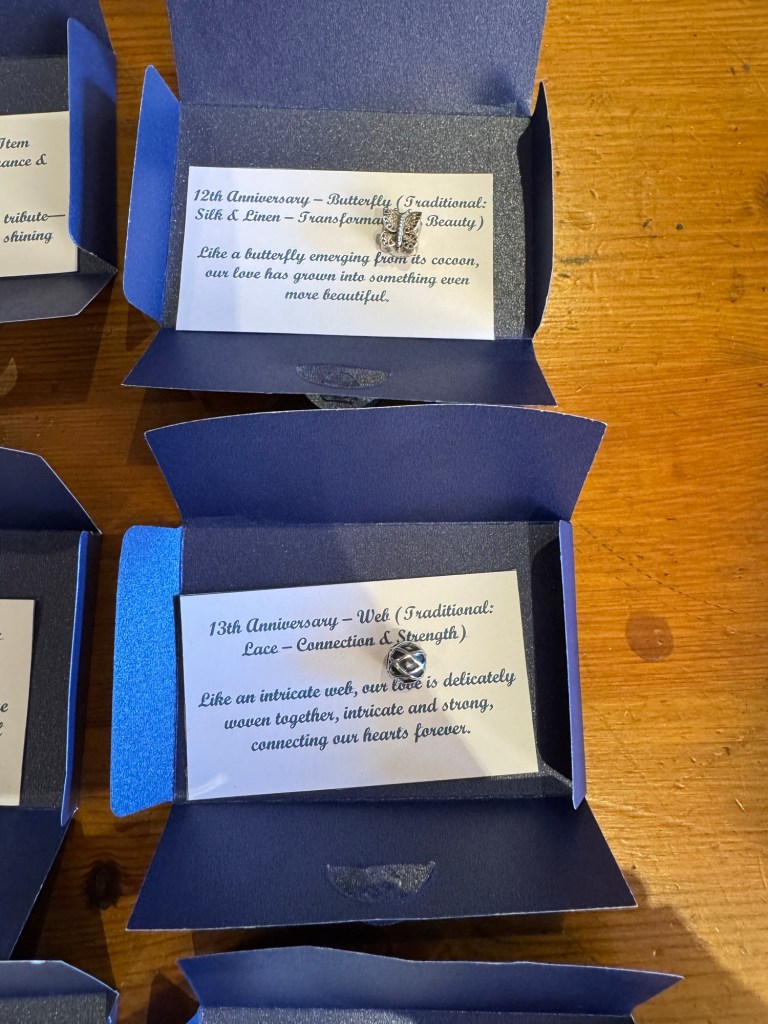 Item
ance &
tribute—
shining
12th Anniversary – Butterfly (Traditional:
Silk & Linen – Beauty)
Like a butterfly emerging from its cocoon,
our love has grown into something even
more beautiful.
13th Anniversary – Web (Traditional:
Lace – Connection & Strength)
Like an intricate web, our love is delicately
woven together, intricate and strong,
connecting our hearts forever.